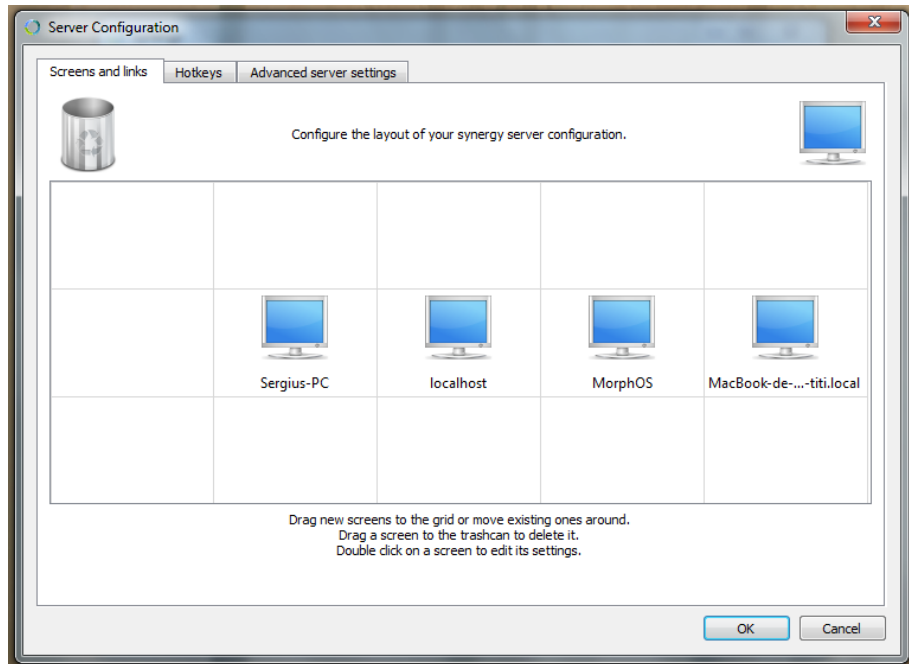 Server Configuration
Screens and links
Hotkeys
Advanced server settings
Configure the layout of your synergy server configuration.
Sergius-PC
localhost
MorphOS
MacBook-de-...-titi.local
Drag new screens to the grid or move existing ones around.
Drag a screen to the trashcan to delete it.
Double click on a screen to edit its settings.
OK
Cancel